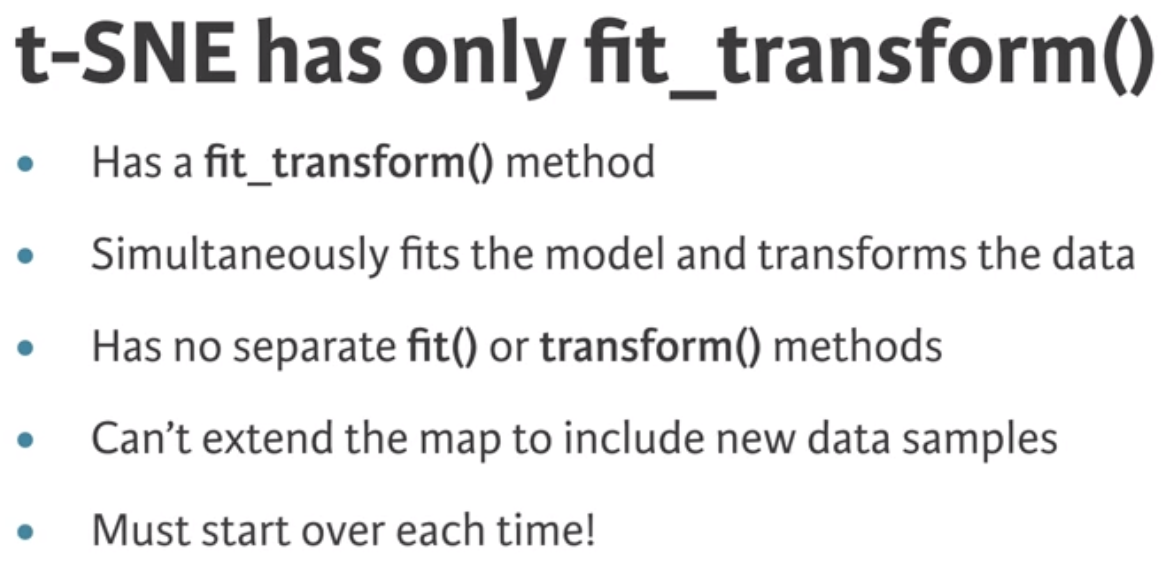 t-SNE has only fit_transform()
• Has a fit_transform() method
• Simultaneously fits the model and transforms the data
• Has no separate fit() or transform() methods
• Can’t extend the map to include new data samples
• Must start over each time!